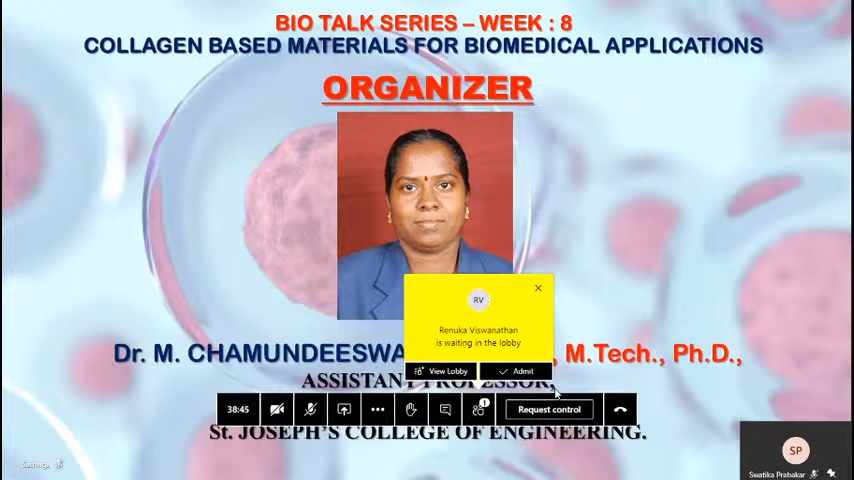 BIO TALK SERIES – WEEK : 8
COLLAGEN BASED MATERIALS FOR BIOMEDICAL APPLICATIONS
ORGANIZER
RV
Renuka Viswanathan
is waiting in the lobby
View Lobby
Admit
Dr. M. CHAMUNDEESWA , M.Tech., Ph.D.,
ASSISTANT PROFESSOR,
38:45
1
Request control
St. JOSEPH'S COLLEGE OF ENGINEERING.
SP
Swatika Prabakar